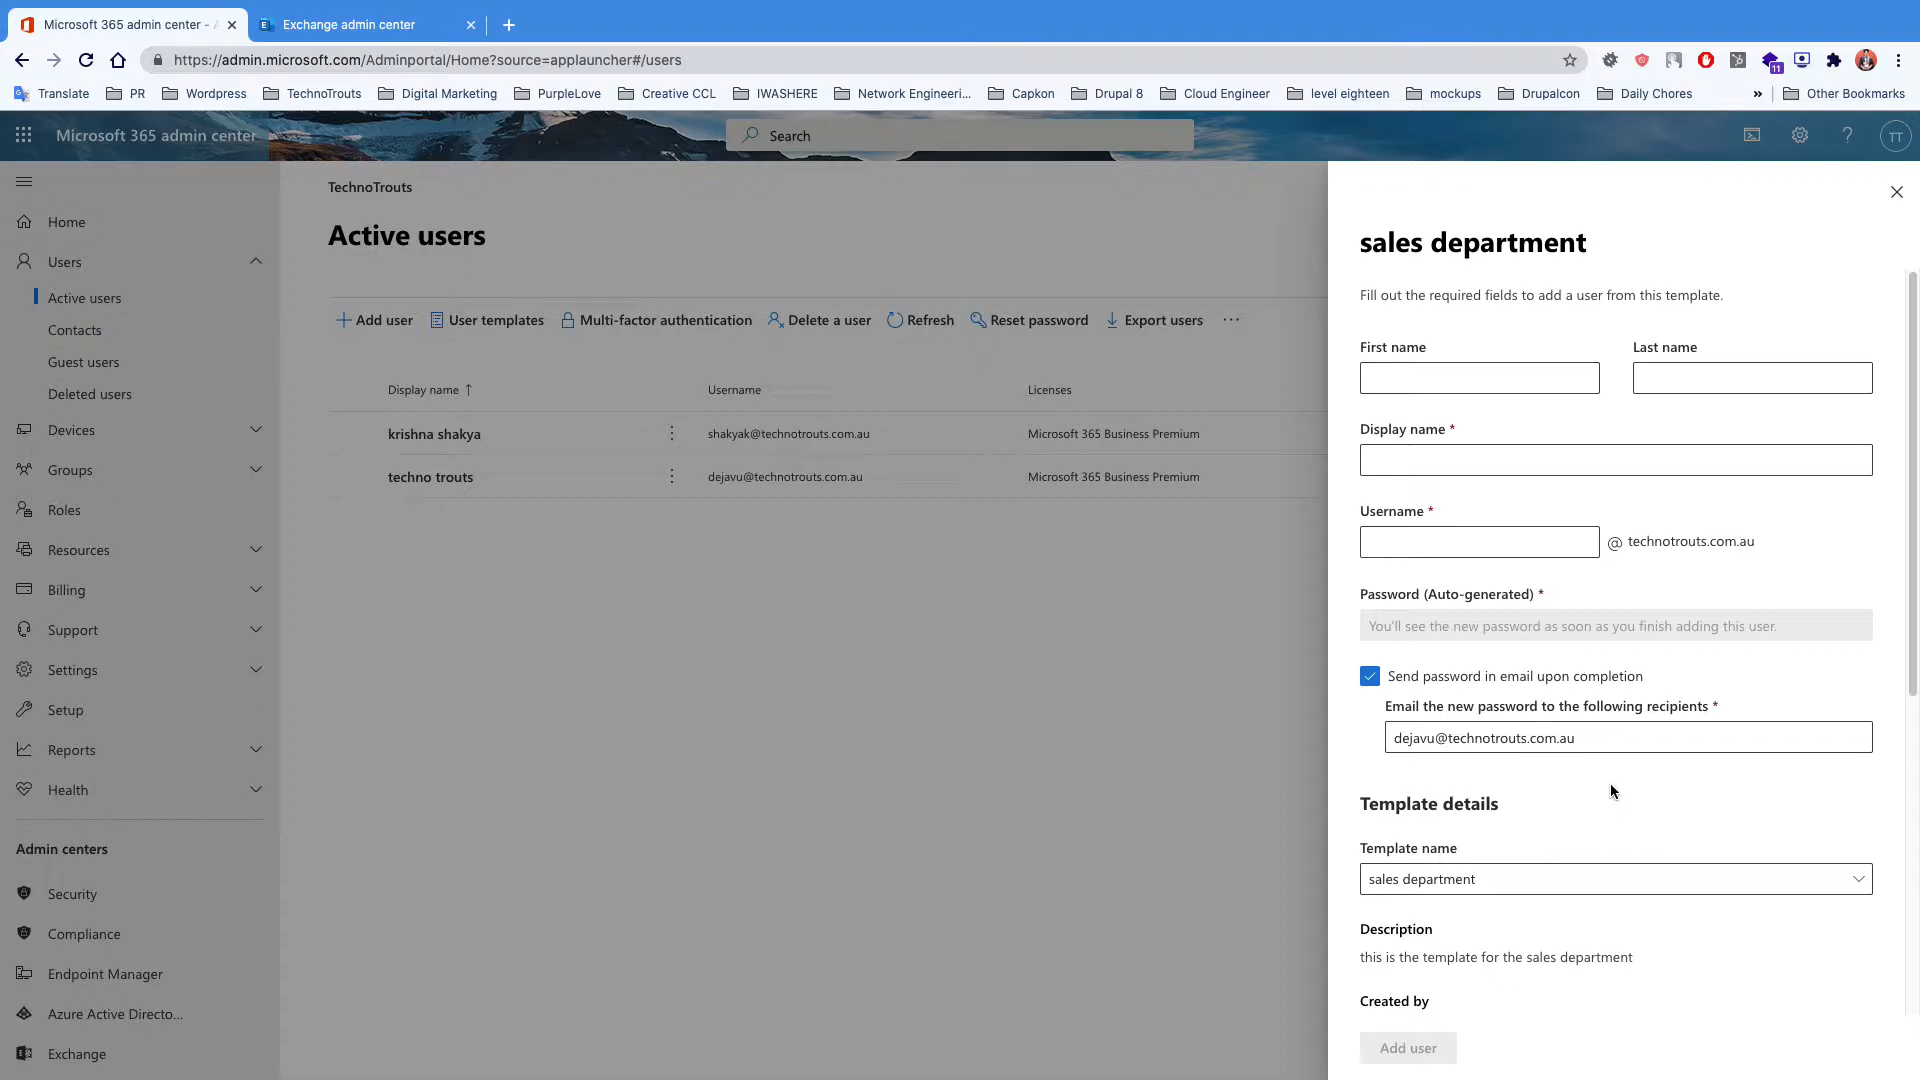 Microsoft 365 admin center - A
Exchange admin center
https://admin.microsoft.com/Adminportal/Home?source=applauncher#/users
11
Translate
PR
Wordpress
TechnoTrouts
Digital Marketing
PurpleLove
Creative CCL
IWASHERE
Network Engineeri...
Capkon
Drupal 8
Cloud Engineer
level eighteen
mockups
Drupalcon
Daily Chores
»
Other Bookmarks
Microsoft 365 admin center
Search
TT
Home
Users
Active users
Contacts
Guest users
Deleted users
Devices
Groups
Roles
Resources
Billing
Support
Settings
Setup
Reports
Health
Admin centers
Security
Compliance
Endpoint Manager
Azure Active Directo...
Exchange
TechnoTrouts
Active users
Add user
User templates
Multi-factor authentication
Delete a user
Refresh
Reset password
Export users
Display name ↑
Username
Licenses
krishna shakya
shakyak@technotrouts.com.au
Microsoft 365 Business Premium
techno trouts
dejavu@technotrouts.com.au
Microsoft 365 Business Premium
sales department
Fill out the required fields to add a user from this template.
First name
Last name
Display name *
Username *
@ technotrouts.com.au
Password (Auto-generated) *
You'll see the new password as soon as you finish adding this user.
Send password in email upon completion
Email the new password to the following recipients *
dejavu@technotrouts.com.au
Template details
Template name
sales department
Description
this is the template for the sales department
Created by
Add user